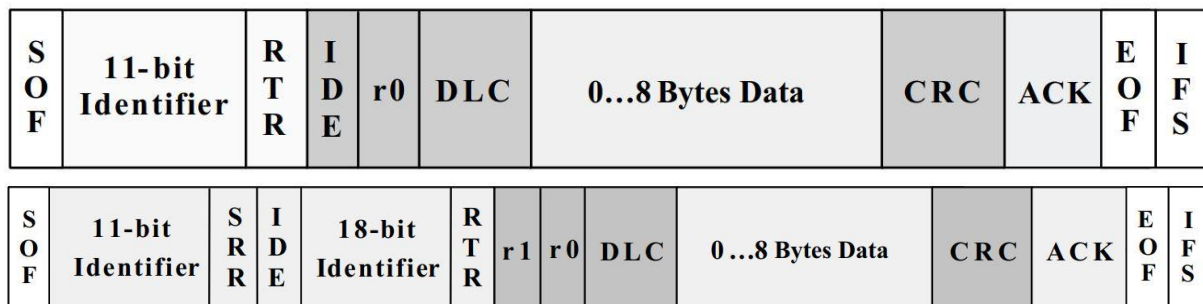 SOF 11-bit Identifier RTR IDE r0 DLC 0...8 Bytes Data CRC ACK EOF IFS
SOF 11-bit Identifier SRR IDE 18-bit Identifier RTR r1 r0 DLC 0 ...8 Bytes Data CRC ACK EOF IFS